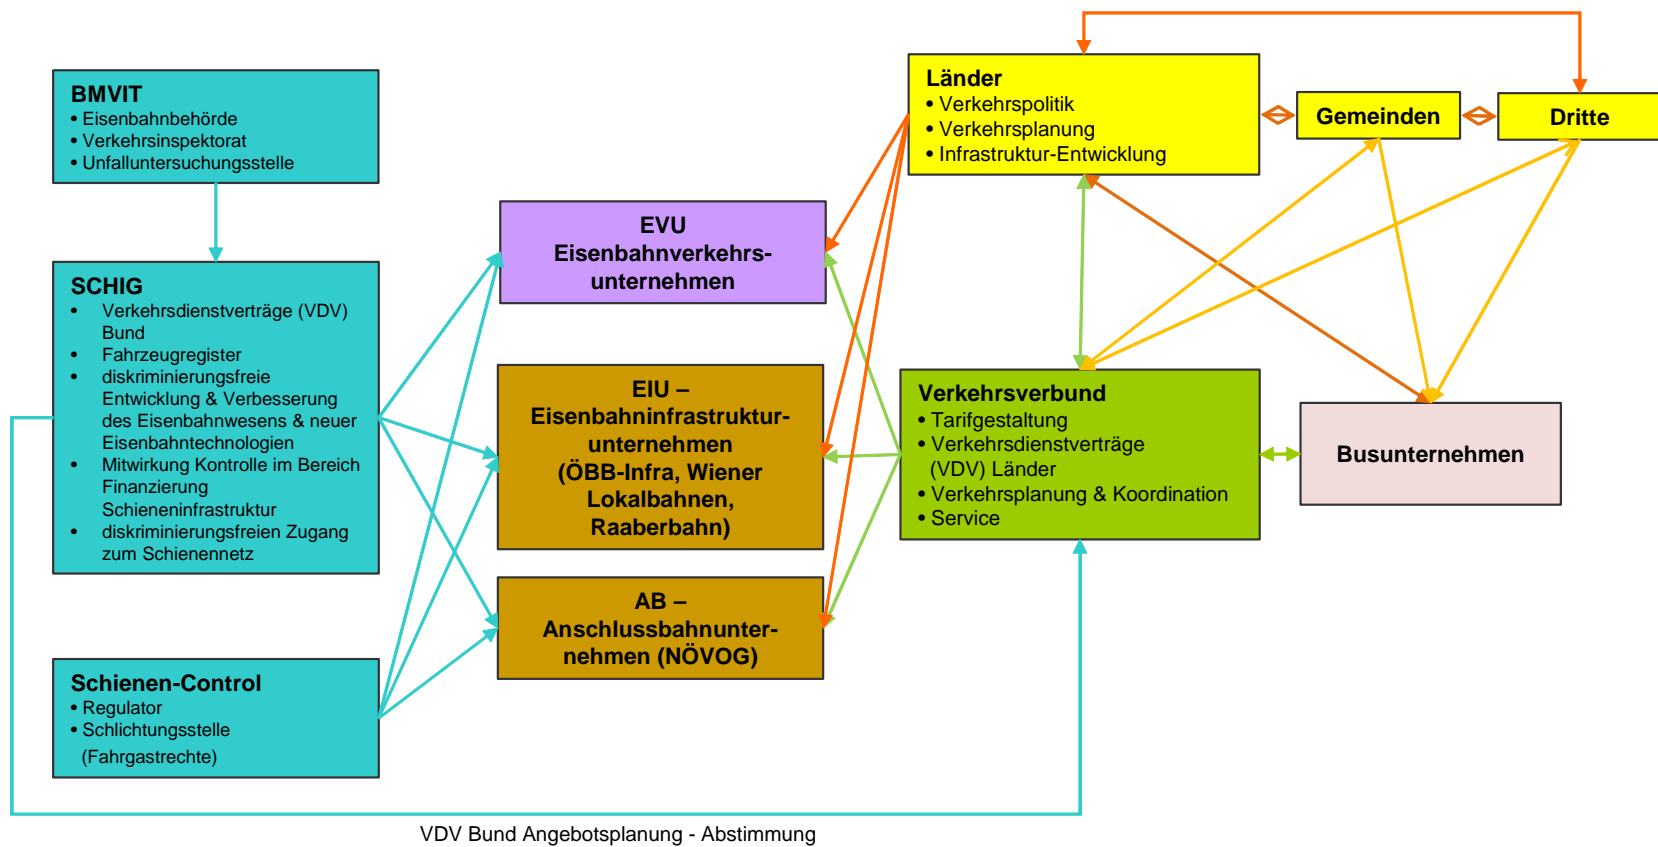 BMVIT
• Eisenbahnbehörde
• Verkehrsinspektorat
• Unfalluntersuchungsstelle
SCHIG
• Verkehrsdienstverträge (VDV)
Bund
• Fahrzeugregister
• diskriminierungsfreie
Entwicklung & Verbesserung
des Eisenbahnwesens & neuer
Eisenbahntechnologien
• Mitwirkung Kontrolle im Bereich
Finanzierung
Schieneninfrastruktur
• diskriminierungsfreien Zugang
zum Schienennetz
Schienen-Control
• Regulator
• Schlichtungsstelle
(Fahrgastrechte)
EVU
Eisenbahnverkehrs-
unternehmen
EIU –
Eisenbahninfrastruktur-
unternehmen
(ÖBB-Infra, Wiener
Lokalbahnen,
Raaberbahn)
AB –
Anschlussbahnunter-
nehmen (NÖVOG)
Länder
• Verkehrspolitik
• Verkehrsplanung
• Infrastruktur-Entwicklung
Gemeinden
Dritte
Verkehrsverbund
• Tarifgestaltung
• Verkehrsdienstverträge
(VDV) Länder
• Verkehrsplanung & Koordination
• Service
Busunternehmen
VDV Bund Angebotsplanung - Abstimmung